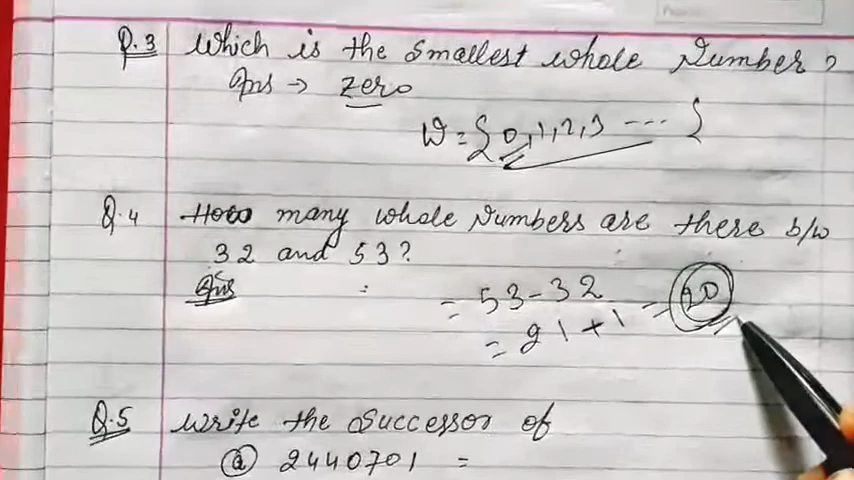 Q.3 Which is the smallest whole Number?
Ans → zero
W = { 0, 1, 2, 3 ---- }
Q.4 How many whole Numbers are there b/w
32 and 53?
Ans :
= 53 - 32
= 21 + 1 = 20
Q.5 Write the Successor of
(a) 2440701 =